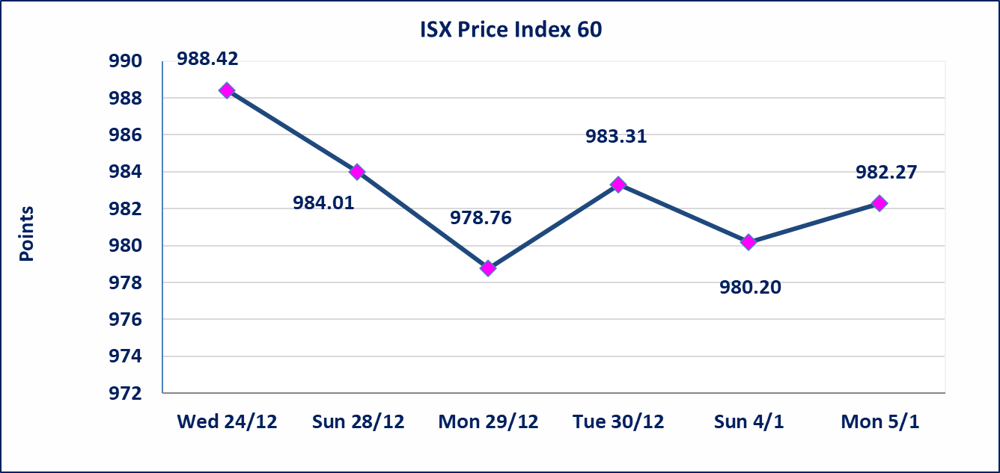 ISX Price Index 60
Points
990
988
986
984
982
980
978
976
974
972
988.42
984.01
978.76
983.31
980.20
982.27
Wed 24/12
Sun 28/12
Mon 29/12
Tue 30/12
Sun 4/1
Mon 5/1